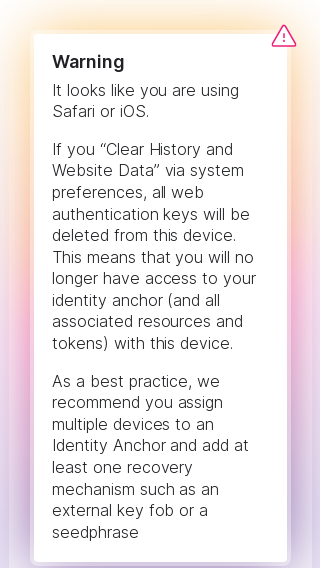 Warning
It looks like you are using
Safari or iOS.
If you “Clear History and
Website Data” via system
preferences, all web
authentication keys will be
deleted from this device.
This means that you will no
longer have access to your
identity anchor (and all
associated resources and
tokens) with this device.
As a best practice, we
recommend you assign
multiple devices to an
Identity Anchor and add at
least one recovery
mechanism such as an
external key fob or a
seedphrase